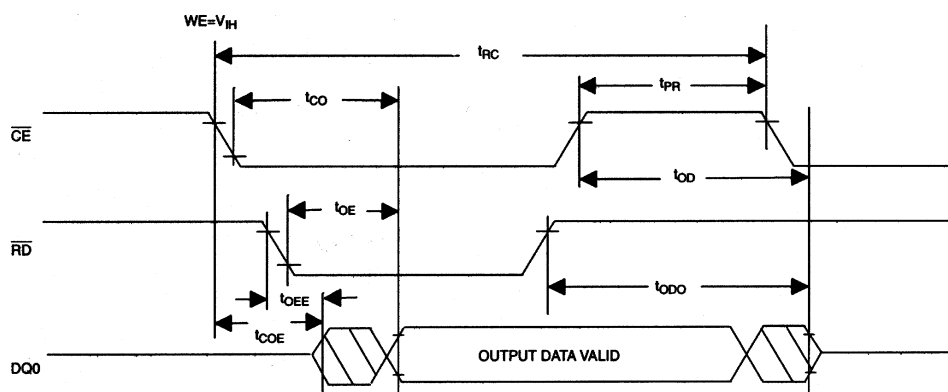 WE=VIH
tRC
tPR
tCO
CE
tOD
tOE
RD
tODO
tOEE
tCOE
OUTPUT DATA VALID
DQ0